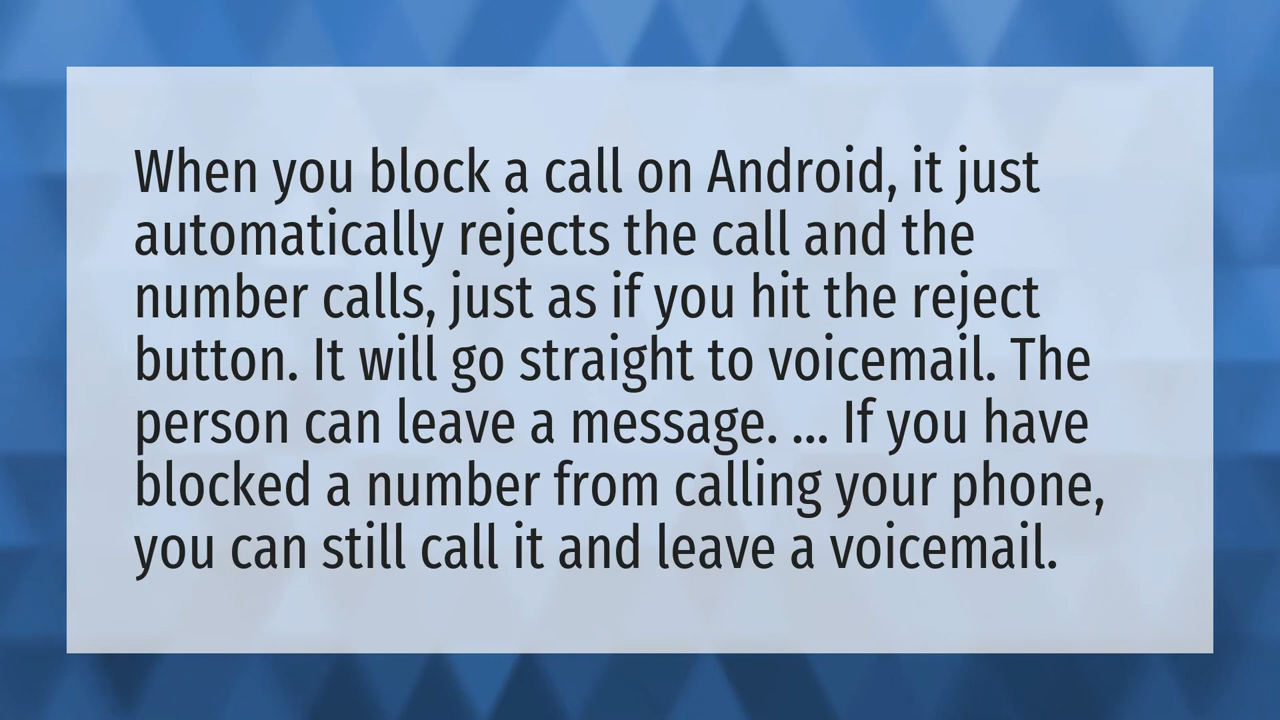 When you block a call on Android, it just
automatically rejects the call and the
number calls, just as if you hit the reject
button. It will go straight to voicemail. The
person can leave a message. ... If you have
blocked a number from calling your phone,
you can still call it and leave a voicemail.